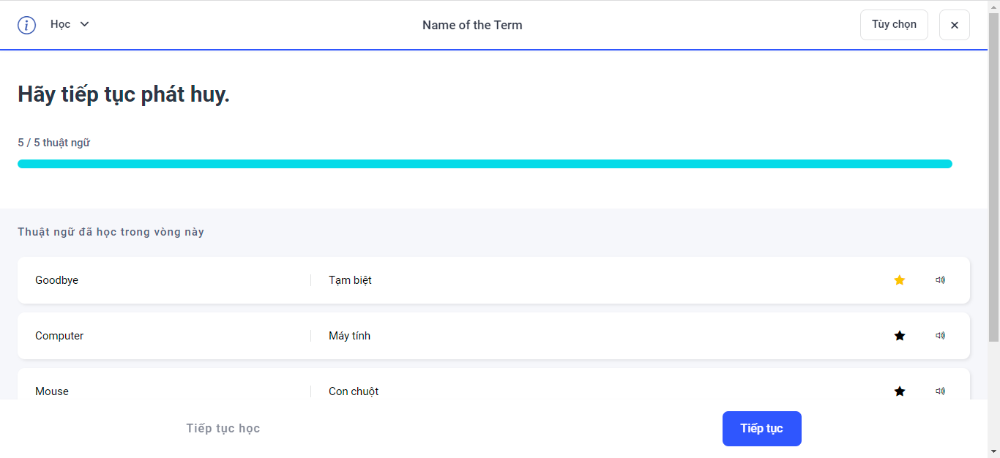 i Học
Name of the Term
Tùy chọn ×
Hãy tiếp tục phát huy.
5 / 5 thuật ngữ
Thuật ngữ đã học trong vòng này
Goodbye Tạm biệt
Computer Máy tính
Mouse Con chuột
Tiếp tục học Tiếp tục